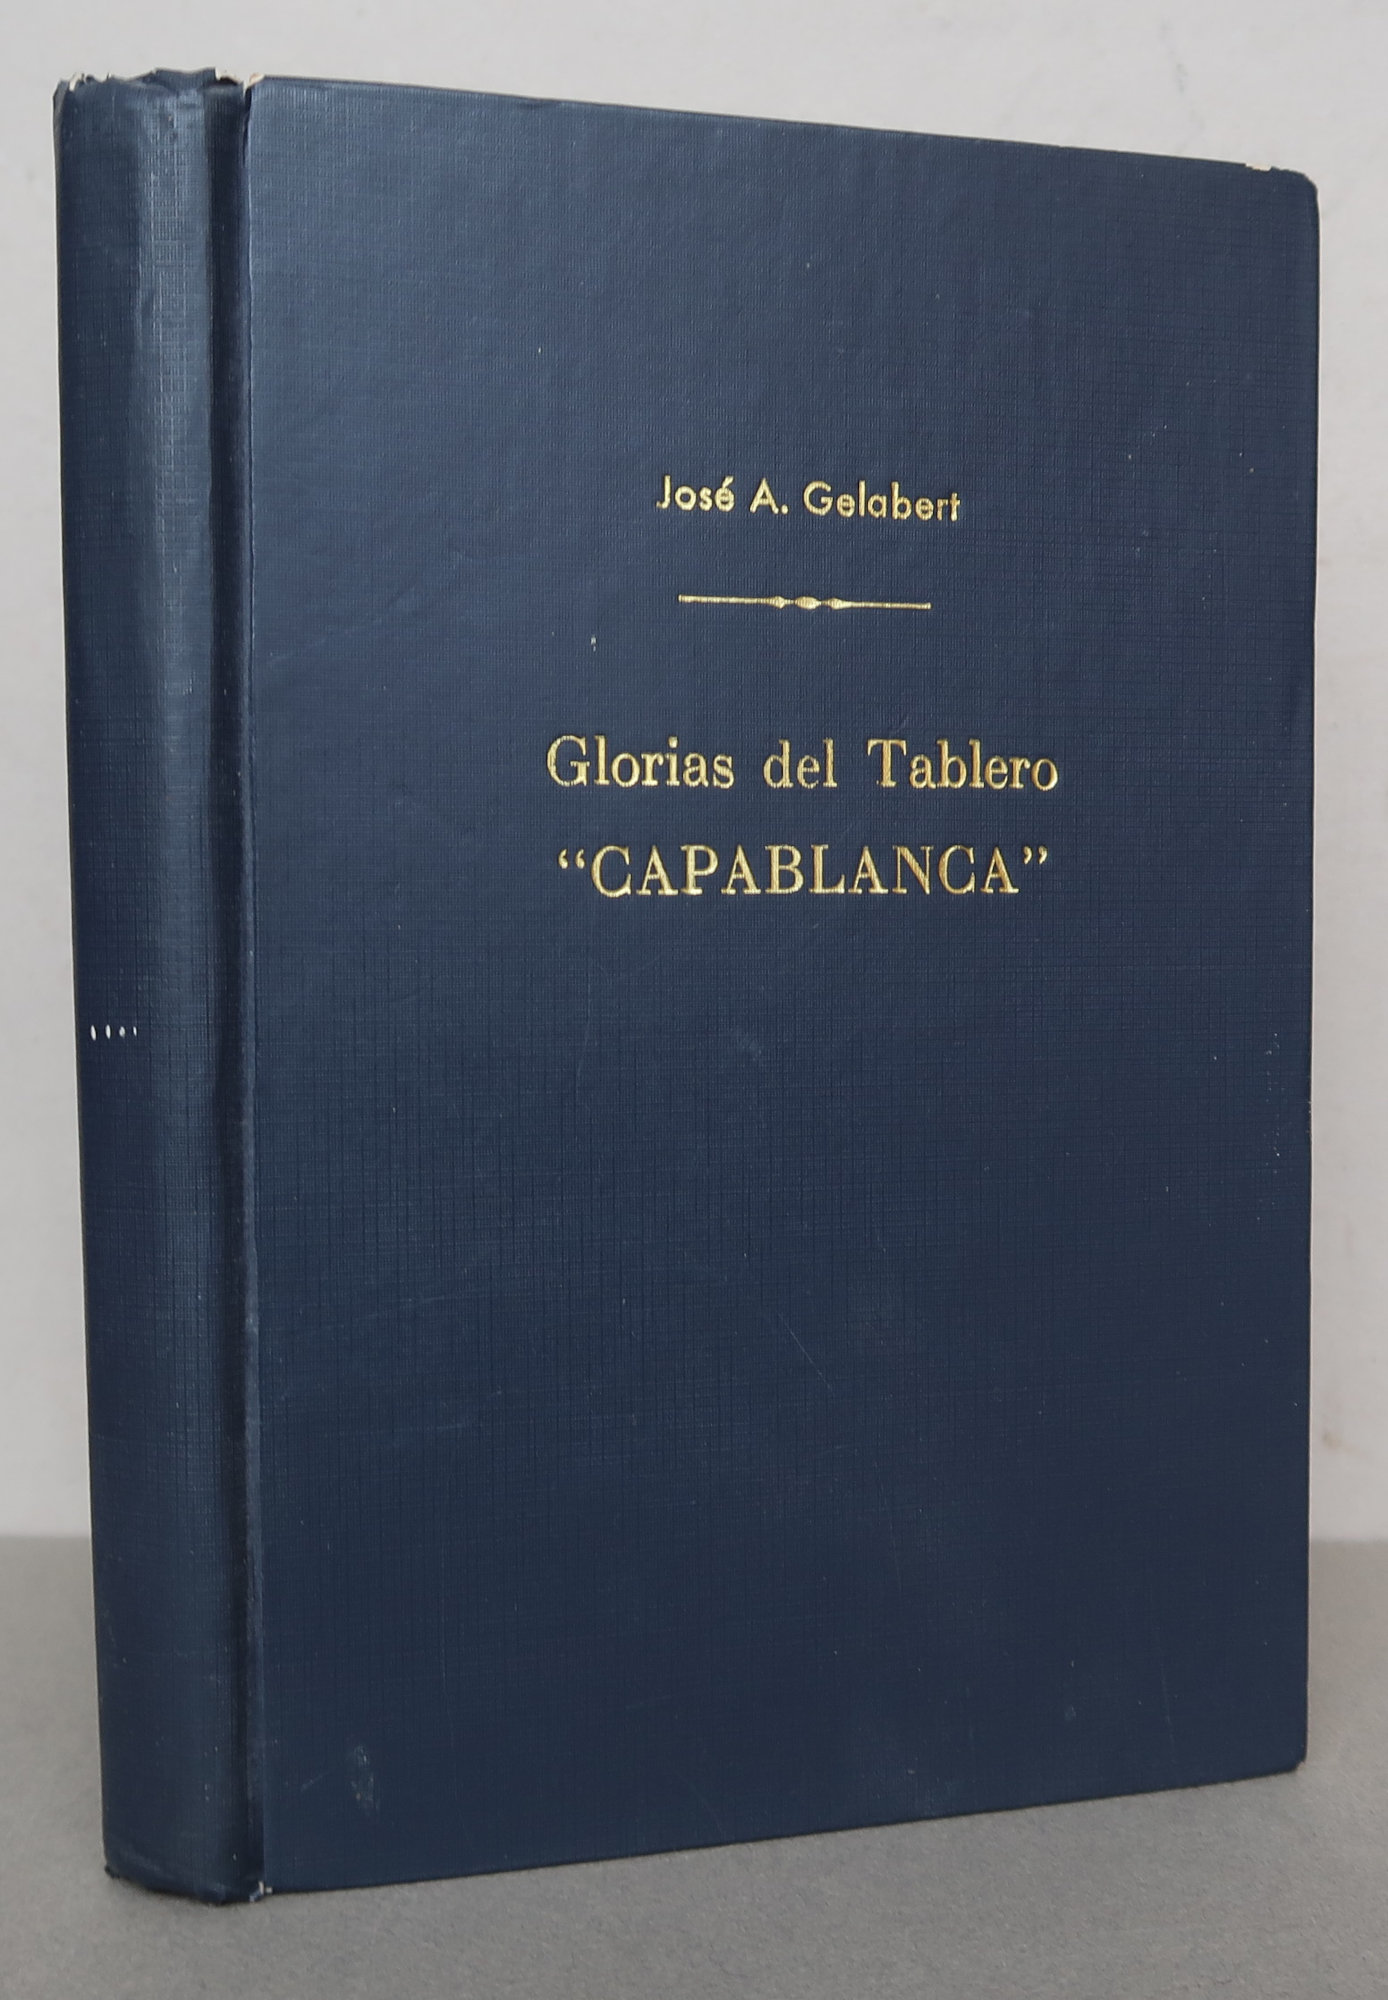 José A. Gelabert
Glorias del Tablero
“CAPABLANCA”